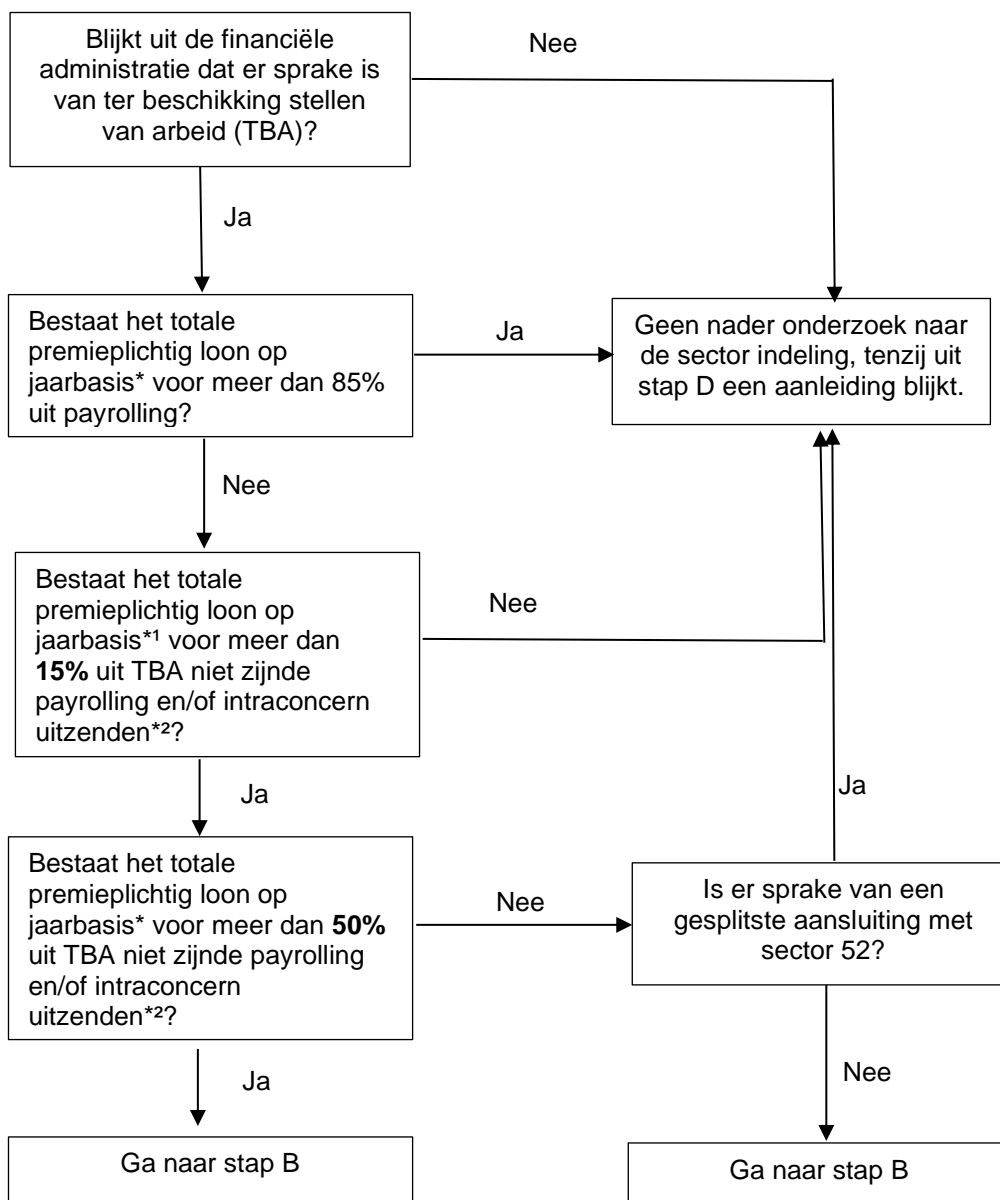 Blijkt uit de financiële
administratie dat er sprake is
van ter beschikking stellen
van arbeid (TBA)?
Nee
Ja
Bestaat het totale
premieplichtig loon op
jaarbasis* voor meer dan 85%
uit payrolling?
Ja
Geen nader onderzoek naar
de sector indeling, tenzij uit
stap D een aanleiding blijkt.
Nee
Bestaat het totale
premieplichtig loon op
jaarbasis*¹ voor meer dan
15% uit TBA niet zijnde
payrolling en/of intraconcern
uitzenden*²?
Nee
Ja
Ja
Bestaat het totale
premieplichtig loon op
jaarbasis* voor meer dan 50%
uit TBA niet zijnde payrolling
en/of intraconcern
uitzenden*²?
Nee
Is er sprake van een
gesplitste aansluiting met
sector 52?
Ja
Nee
Ga naar stap B
Ga naar stap B